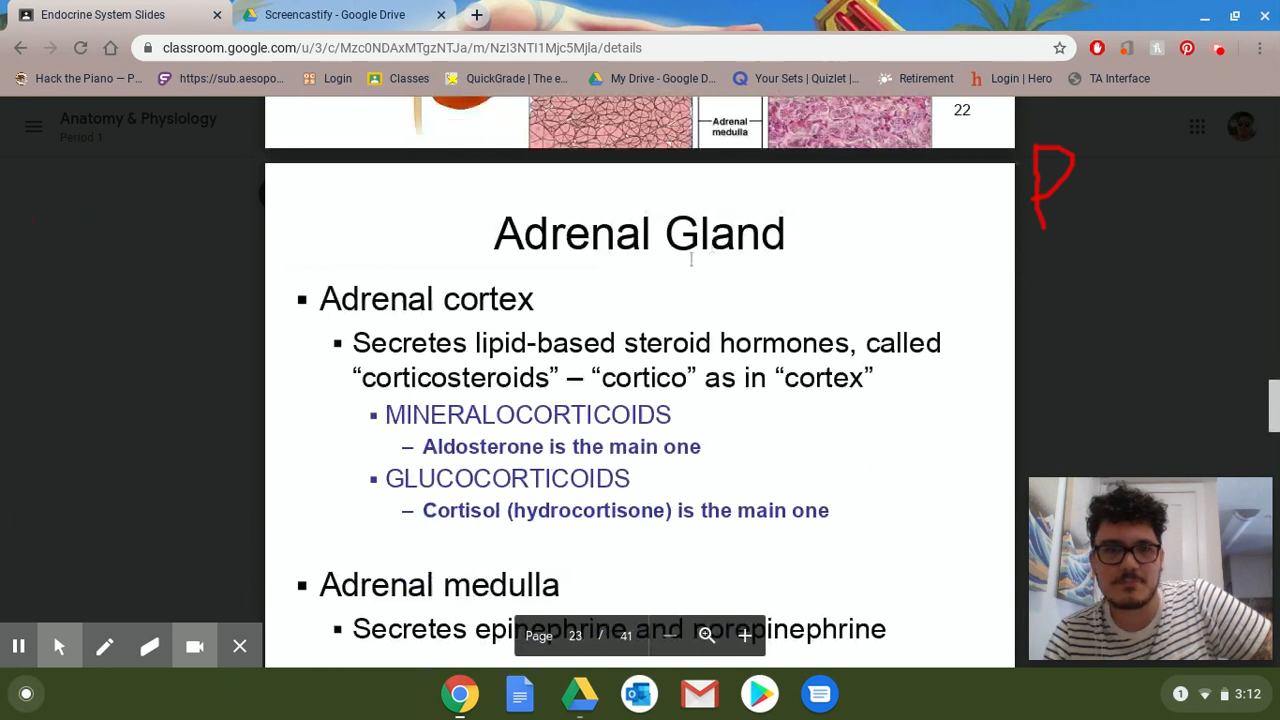 Endocrine System Slides
Screencastify - Google Drive
classroom.google.com/u/3/c/Mzc0NDAxMTgzNTJa/m/NzI3NTI1Mjc5Mjla/details
Hack the Piano — P...
https://sub.aesopo...
Login
Classes
QuickGrade | The e...
My Drive - Google D...
Your Sets | Quizlet |...
Retirement
Login | Hero
TA Interface
Anatomy & Physiology
Period 1
Adrenal
medulla
22
P
Adrenal Gland
▪ Adrenal cortex
▪ Secretes lipid-based steroid hormones, called
“corticosteroids” – “cortico” as in “cortex”
▪ MINERALOCORTICOIDS
– Aldosterone is the main one
▪ GLUCOCORTICOIDS
– Cortisol (hydrocortisone) is the main one
▪ Adrenal medulla
▪ Secretes epinephrine and norepinephrine
Page 23 / 41
1
3:12